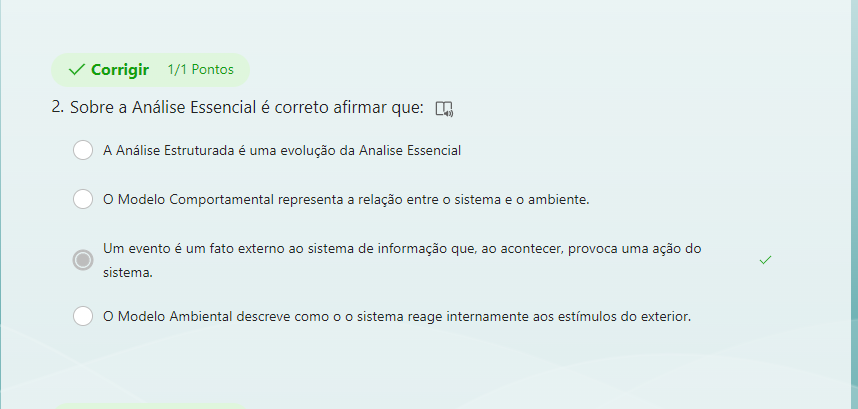 Corrigir 1/1 Pontos
2. Sobre a Análise Essencial é correto afirmar que:
A Análise Estruturada é uma evolução da Analise Essencial
O Modelo Comportamental representa a relação entre o sistema e o ambiente.
Um evento é um fato externo ao sistema de informação que, ao acontecer, provoca uma ação do
sistema.
O Modelo Ambiental descreve como o o sistema reage internamente aos estímulos do exterior.